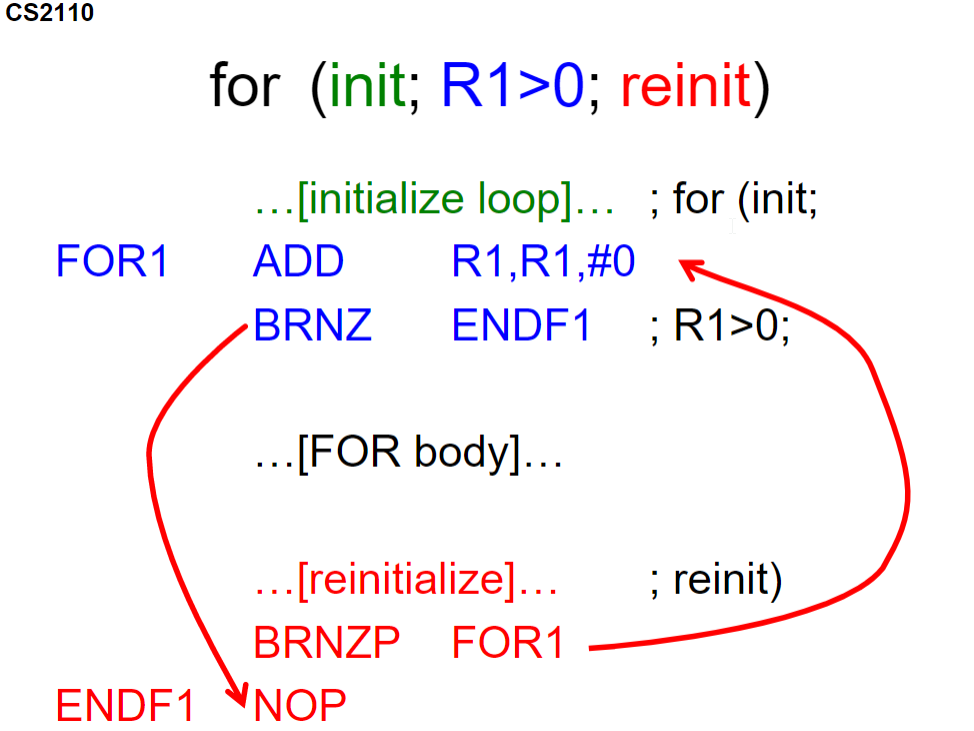 CS2110
for (init; R1>0; reinit)
…[initialize loop]… ; for (init;
FOR1 ADD R1,R1,#0
BRNZ ENDF1 ; R1>0;
…[FOR body]…
…[reinitialize]… ; reinit)
BRNZP FOR1
ENDF1 NOP